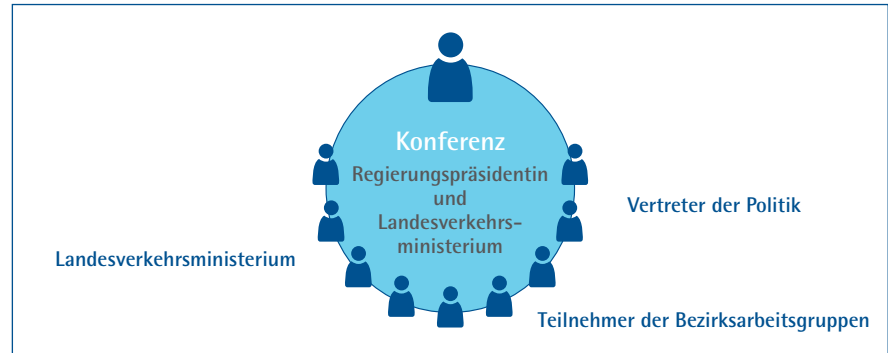 Konferenz
Regierungspräsidentin
und
Landesverkehrs-
ministerium
Vertreter der Politik
Landesverkehrsministerium
Teilnehmer der Bezirksarbeitsgruppen